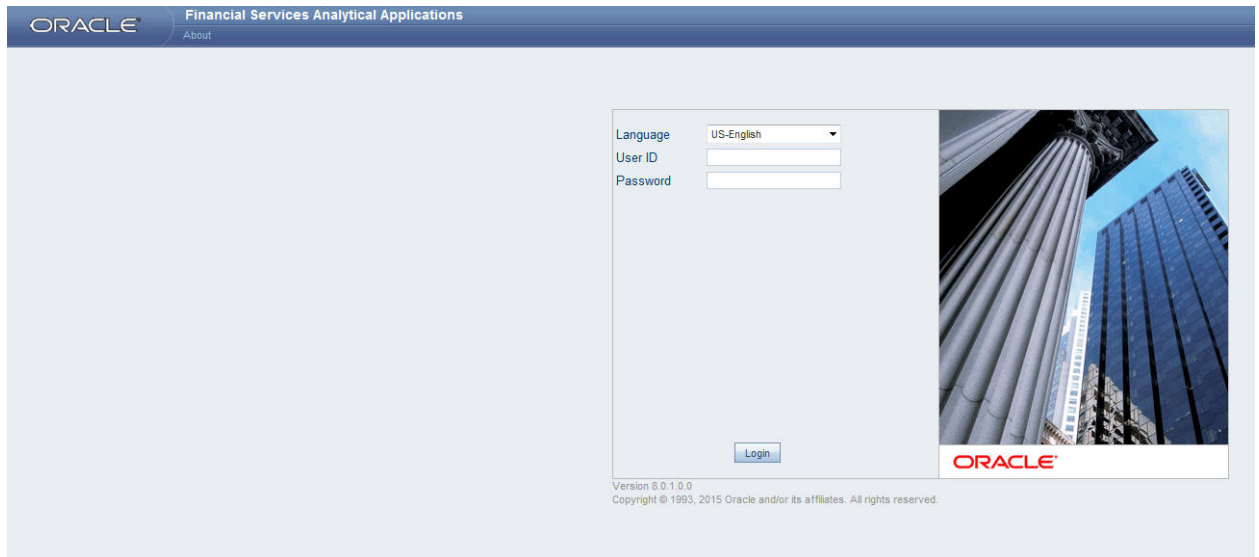 ORACLE
Financial Services Analytical Applications
About
Language US-English
User ID
Password
Login
ORACLE
Version 8.0.1.0.0
Copyright © 1993, 2015 Oracle and/or its affiliates. All rights reserved.